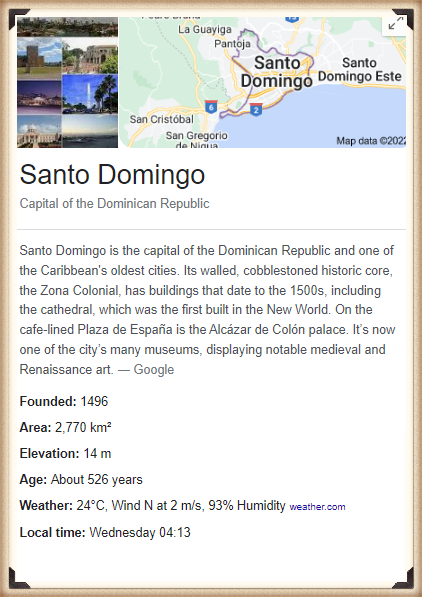 La Guayiga
Pantoja
Santo
Domingo
Santo
Domingo Este
6
2
San Cristóbal
San Gregorio
de Nigua
Map data ©2022
Santo Domingo
Capital of the Dominican Republic
Santo Domingo is the capital of the Dominican Republic and one of
the Caribbean's oldest cities. Its walled, cobblestoned historic core,
the Zona Colonial, has buildings that date to the 1500s, including
the cathedral, which was the first built in the New World. On the
cafe-lined Plaza de España is the Alcázar de Colón palace. It's now
one of the city's many museums, displaying notable medieval and
Renaissance art. — Google
Founded: 1496
Area: 2,770 km²
Elevation: 14 m
Age: About 526 years
Weather: 24°C, Wind N at 2 m/s, 93% Humidity weather.com
Local time: Wednesday 04:13